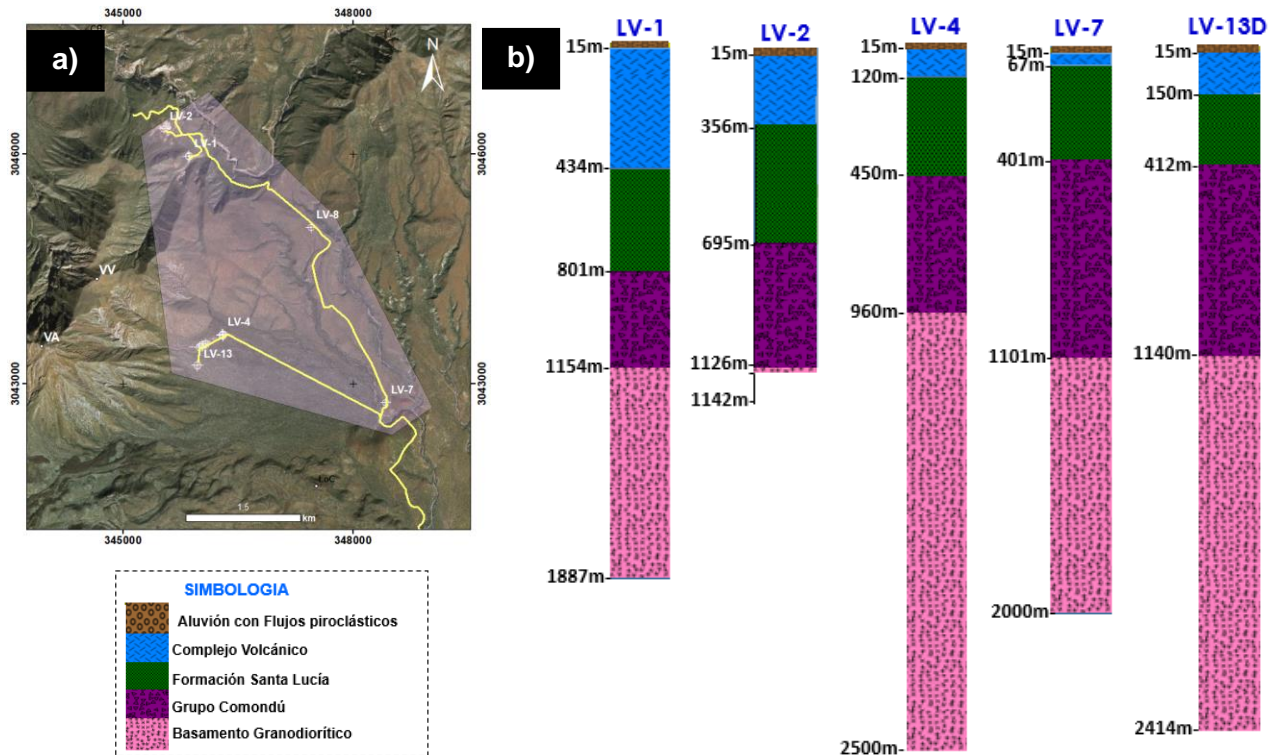 a)
345000
348000
N
LV-2
LV-1
3046000
3046000
LV-8
VV
LV-4
VA
LV-13
3043000
3043000
LV-7
1.5
km
345000
348000
SIMBOLOGIA
Aluvión con Flujos piroclásticos
Complejo Volcánico
Formación Santa Lucía
Grupo Comondú
Basamento Granodiorítico
b)
LV-1
15m
434m
801m
1154m
1887m
LV-2
15m
356m
695m
1126m
1142m
LV-4
15m
120m
450m
960m
2500m
LV-7
15m
67m
401m
1101m
2000m
LV-13D
15m
150m
412m
1140m
2414m